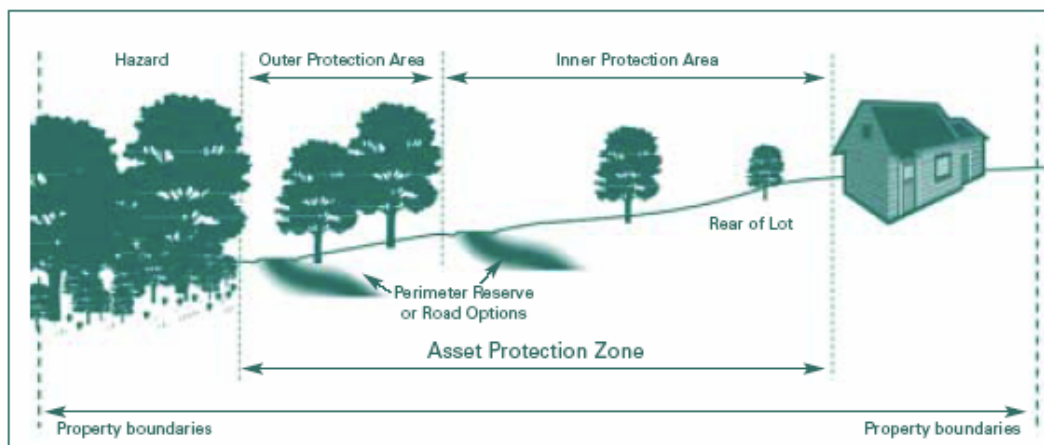 Hazard
Outer Protection Area
Inner Protection Area
Rear of Lot
Perimeter Reserve
or Road Options
Asset Protection Zone
Property boundaries
Property boundaries